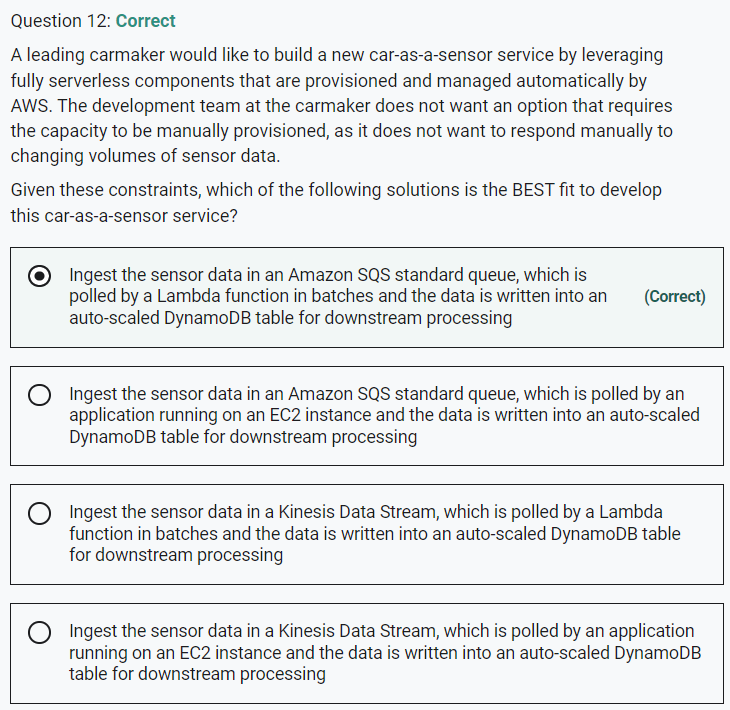 Question 12: Correct
A leading carmaker would like to build a new car-as-a-sensor service by leveraging
fully serverless components that are provisioned and managed automatically by
AWS. The development team at the carmaker does not want an option that requires
the capacity to be manually provisioned, as it does not want to respond manually to
changing volumes of sensor data.
Given these constraints, which of the following solutions is the BEST fit to develop
this car-as-a-sensor service?
Ingest the sensor data in an Amazon SQS standard queue, which is
polled by a Lambda function in batches and the data is written into an
auto-scaled DynamoDB table for downstream processing
(Correct)
Ingest the sensor data in an Amazon SQS standard queue, which is polled by an
application running on an EC2 instance and the data is written into an auto-scaled
DynamoDB table for downstream processing
Ingest the sensor data in a Kinesis Data Stream, which is polled by a Lambda
function in batches and the data is written into an auto-scaled DynamoDB table
for downstream processing
Ingest the sensor data in a Kinesis Data Stream, which is polled by an application
running on an EC2 instance and the data is written into an auto-scaled DynamoDB
table for downstream processing